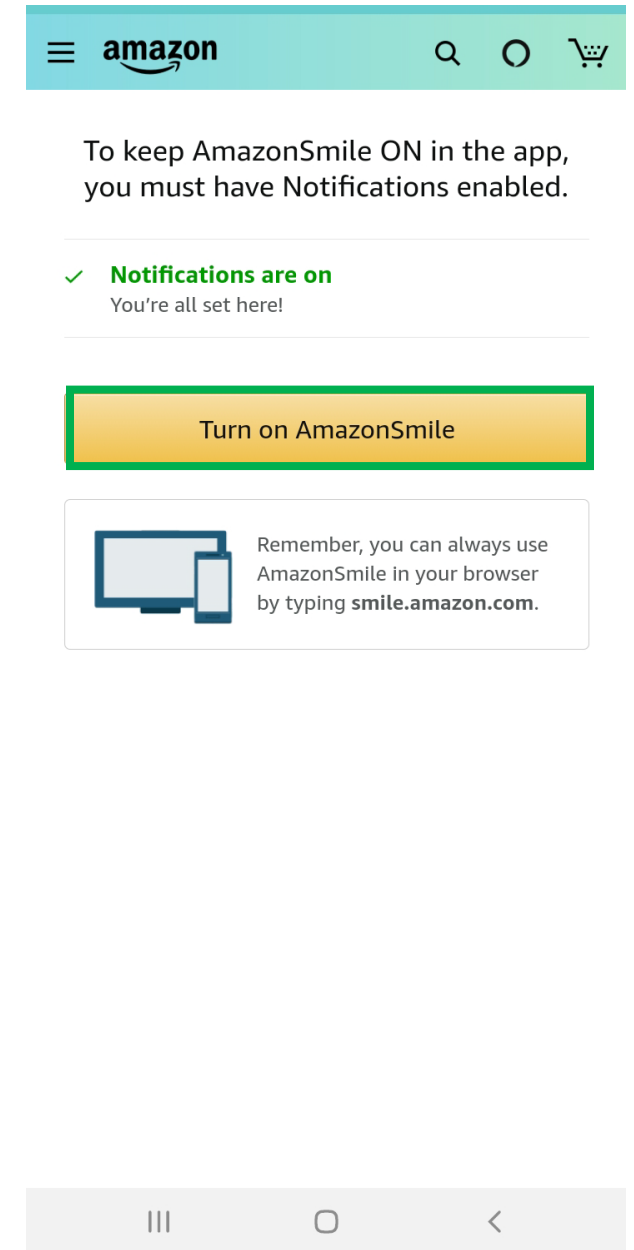 amazon
To keep AmazonSmile ON in the app,
you must have Notifications enabled.
Notifications are on
You're all set here!
Turn on AmazonSmile
Remember, you can always use
AmazonSmile in your browser
by typing smile.amazon.com.